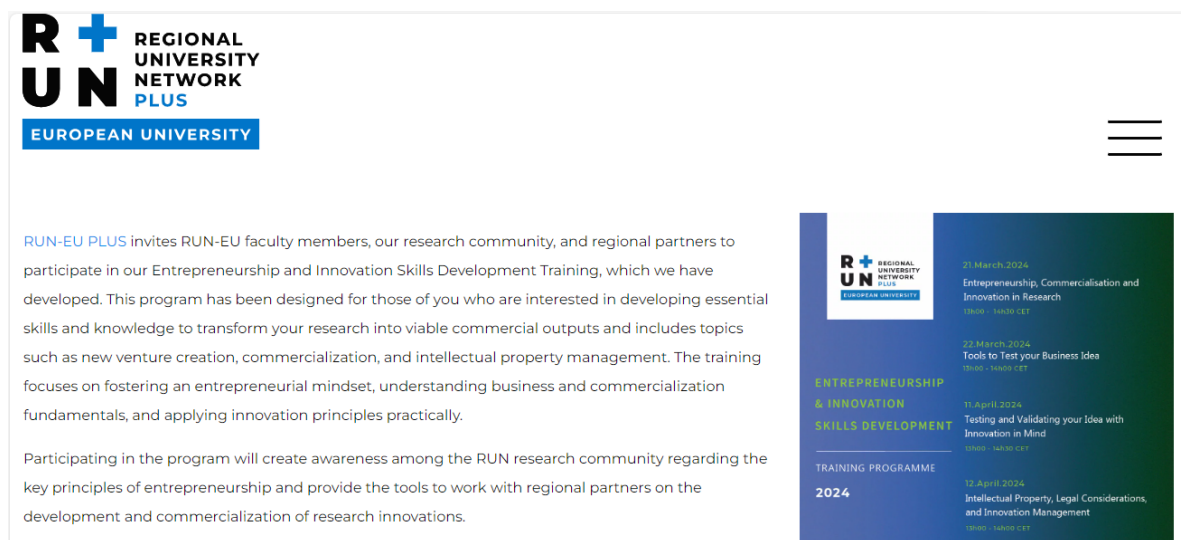 R+
UN
REGIONAL
UNIVERSITY
NETWORK
PLUS
EUROPEAN UNIVERSITY
RUN-EU PLUS invites RUN-EU faculty members, our research community, and regional partners to
participate in our Entrepreneurship and Innovation Skills Development Training, which we have
developed. This program has been designed for those of you who are interested in developing essential
skills and knowledge to transform your research into viable commercial outputs and includes topics
such as new venture creation, commercialization, and intellectual property management. The training
focuses on fostering an entrepreneurial mindset, understanding business and commercialization
fundamentals, and applying innovation principles practically.
Participating in the program will create awareness among the RUN research community regarding the
key principles of entrepreneurship and provide the tools to work with regional partners on the
development and commercialization of research innovations.
R+
UN
REGIONAL
UNIVERSITY
NETWORK
PLUS
EUROPEAN UNIVERSITY
ENTREPRENEURSHIP
& INNOVATION
SKILLS DEVELOPMENT
TRAINING PROGRAMME
2024
21.March.2024
Entrepreneurship, Commercialisation and
Innovation in Research
13h00 - 14h30 CET
22.March.2024
Tools to Test your Business Idea
13h00 - 14h00 CET
11.April.2024
Testing and Validating your Idea with
Innovation in Mind
13h00 - 14h30 CET
12.April.2024
Intellectual Property, Legal Considerations,
and Innovation Management
13h00 - 14h00 CET